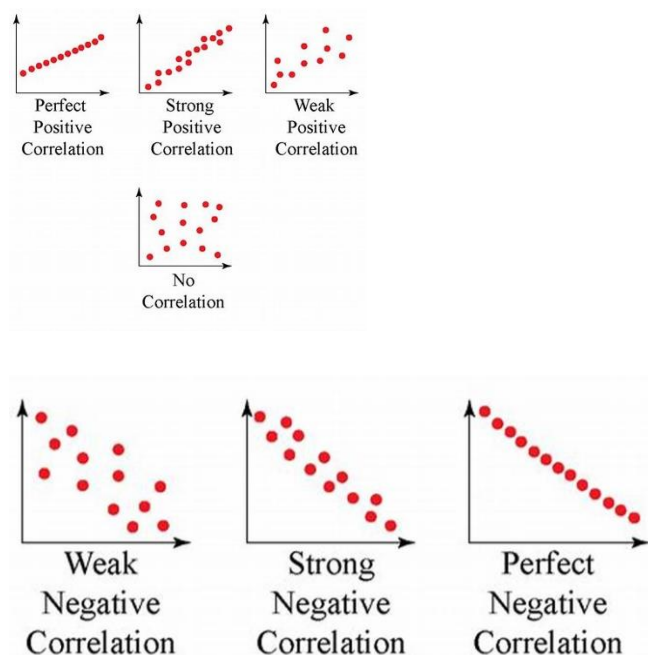 Perfect
Positive
Correlation
Strong
Positive
Correlation
Weak
Positive
Correlation
No
Correlation
Weak
Negative
Correlation
Strong
Negative
Correlation
Perfect
Negative
Correlation